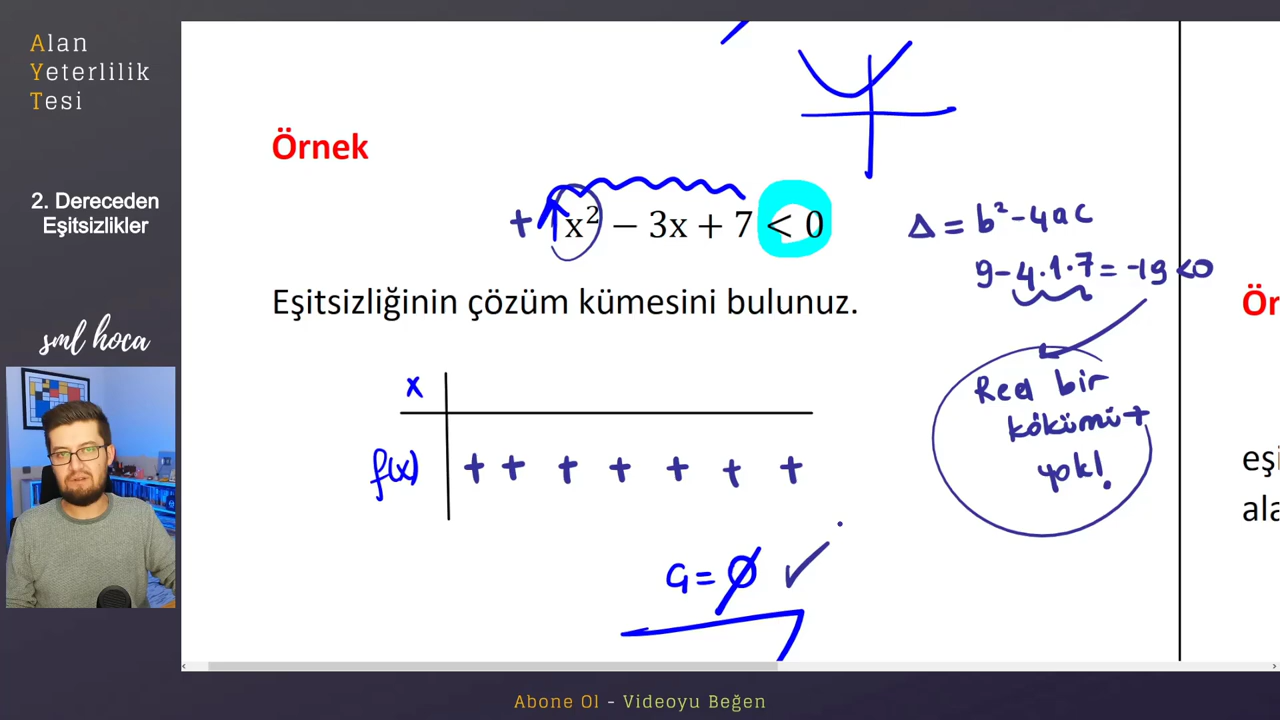 Alan
Yeterlilik
Tesi
2. Dereceden
Eşitsizlikler
sml hoca
Örnek
+ 1x² − 3x + 7 < 0
Eşitsizliğinin çözüm kümesini bulunuz.
x
f(x) + + + + + + +
Ç = ∅ ✓
Δ = b² - 4ac
9 - 4.1.7 = -19 < 0
Reel bir
kökümüz
yok!
Ör
eşi
ala
Abone Ol - Videoyu Beğen